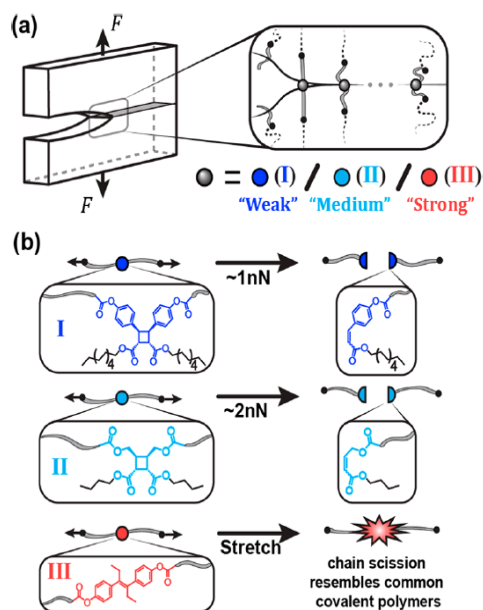 (a)
F
F
= (I) / (II) / (III)
"Weak" "Medium" "Strong"
(b)
~1nN
I
O
O
O
O
O
O
O
O
4
4
O
O
O
O
4
~2nN
II
O
O
O
O
O
O
O
O
O
O
O
O
III
Stretch
O
O
O
O
chain scission
resembles common
covalent polymers